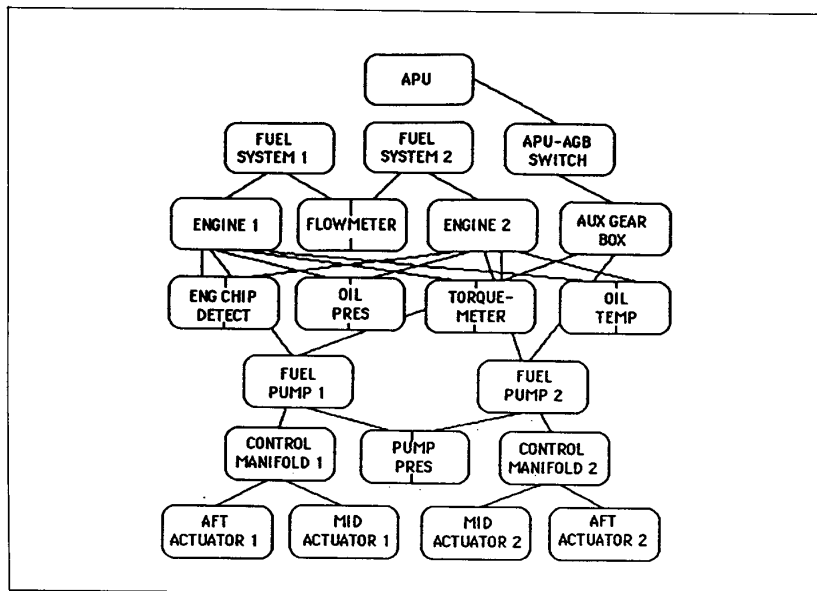 APU
FUEL
SYSTEM 1
FUEL
SYSTEM 2
APU-AGB
SWITCH
ENGINE 1
FLOWMETER
ENGINE 2
AUX GEAR
BOX
ENG CHIP
DETECT
OIL
PRES
TORQUE-
METER
OIL
TEMP
FUEL
PUMP 1
FUEL
PUMP 2
CONTROL
MANIFOLD 1
PUMP
PRES
CONTROL
MANIFOLD 2
AFT
ACTUATOR 1
MID
ACTUATOR 1
MID
ACTUATOR 2
AFT
ACTUATOR 2